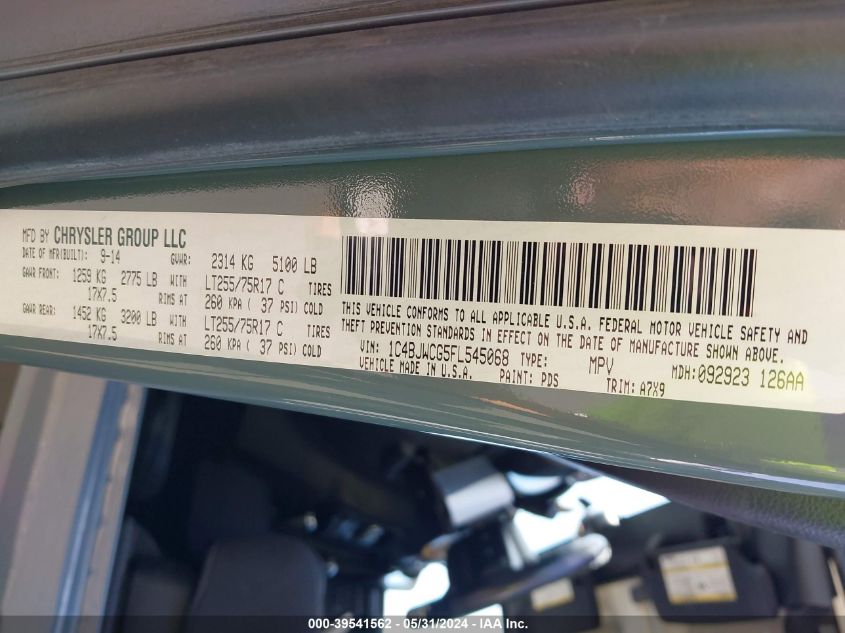 MFD BY CHRYSLER GROUP LLC
DATE OF MFR(BUILT): 9-14 GVWR: 2314 KG 5100 LB
GAWR FRONT: 1259 KG 2775 LB WITH LT255/75R17 C TIRES
17X7.5 RIMS AT 260 KPA ( 37 PSI) COLD
GAWR REAR: 1452 KG 3200 LB WITH LT255/75R17 C TIRES
17X7.5 RIMS AT 260 KPA ( 37 PSI) COLD
THIS VEHICLE CONFORMS TO ALL APPLICABLE U.S.A. FEDERAL MOTOR VEHICLE SAFETY AND
THEFT PREVENTION STANDARDS IN EFFECT ON THE DATE OF MANUFACTURE SHOWN ABOVE.
VIN: 1C4BJWCG5FL545068 TYPE: MPV MDH: 092923 126AA
VEHICLE MADE IN U.S.A. PAINT: PDS TRIM: A7X9
000-39541562 - 05/31/2024 - IAA Inc.